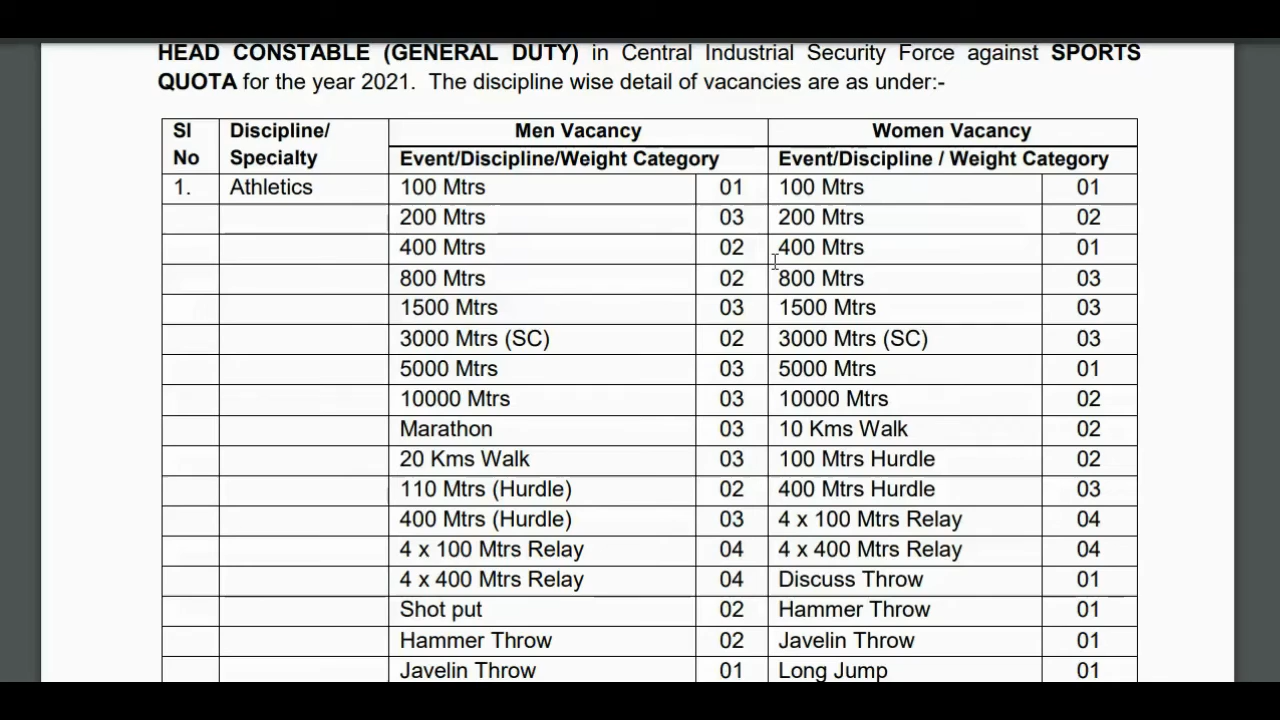 HEAD CONSTABLE (GENERAL DUTY) in Central Industrial Security Force against SPORTS
QUOTA for the year 2021. The discipline wise detail of vacancies are as under:-
Sl No Discipline/ Specialty Men Vacancy Women Vacancy
Event/Discipline/Weight Category Event/Discipline / Weight Category
1. Athletics 100 Mtrs 01 100 Mtrs 01
200 Mtrs 03 200 Mtrs 02
400 Mtrs 02 400 Mtrs 01
800 Mtrs 02 800 Mtrs 03
1500 Mtrs 03 1500 Mtrs 03
3000 Mtrs (SC) 02 3000 Mtrs (SC) 03
5000 Mtrs 03 5000 Mtrs 01
10000 Mtrs 03 10000 Mtrs 02
Marathon 03 10 Kms Walk 02
20 Kms Walk 03 100 Mtrs Hurdle 02
110 Mtrs (Hurdle) 02 400 Mtrs Hurdle 03
400 Mtrs (Hurdle) 03 4 x 100 Mtrs Relay 04
4 x 100 Mtrs Relay 04 4 x 400 Mtrs Relay 04
4 x 400 Mtrs Relay 04 Discuss Throw 01
Shot put 02 Hammer Throw 01
Hammer Throw 02 Javelin Throw 01
Javelin Throw 01 Long Jump 01